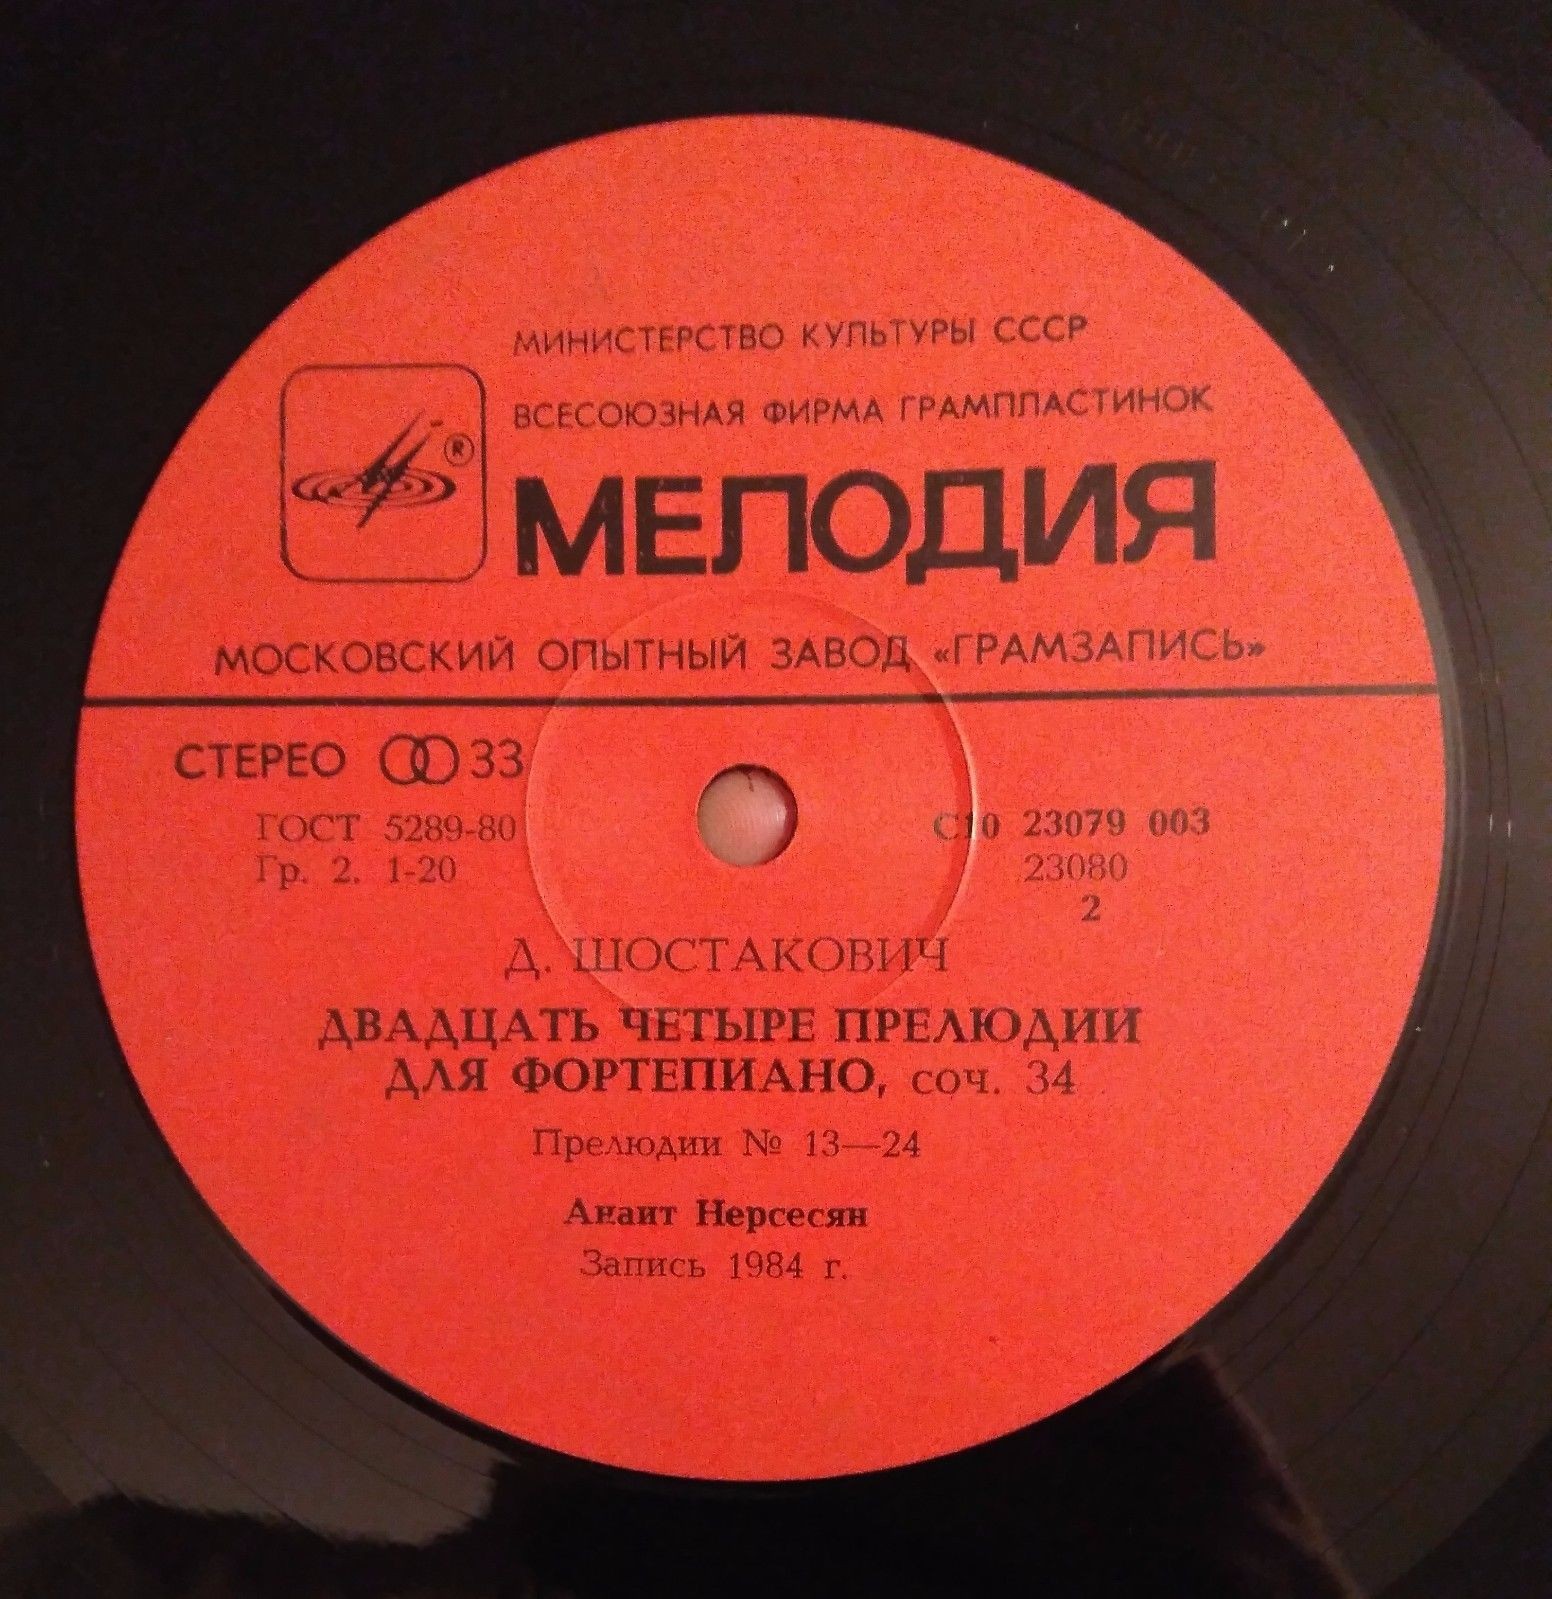 МИНИСТЕРСТВО КУЛЬТУРЫ СССР
ВСЕСОЮЗНАЯ ФИРМА ГРАМПЛАСТИНОК
®
МЕЛОДИЯ
МОСКОВСКИЙ ОПЫТНЫЙ ЗАВОД «ГРАМЗАПИСЬ»
СТЕРЕО 33
ГОСТ 5289-80
Гр. 2. 1-20
С10 23079 003
23080
2
Д. ШОСТАКОВИЧ
ДВАДЦАТЬ ЧЕТЫРЕ ПРЕЛЮДИИ
ДЛЯ ФОРТЕПИАНО, соч. 34
Прелюдии № 13—24
Анаит Нерсесян
Запись 1984 г.